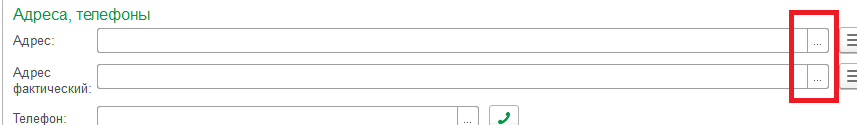 Адреса, телефоны
Адрес: ...
Адрес
фактический: ...
Телефон: ...